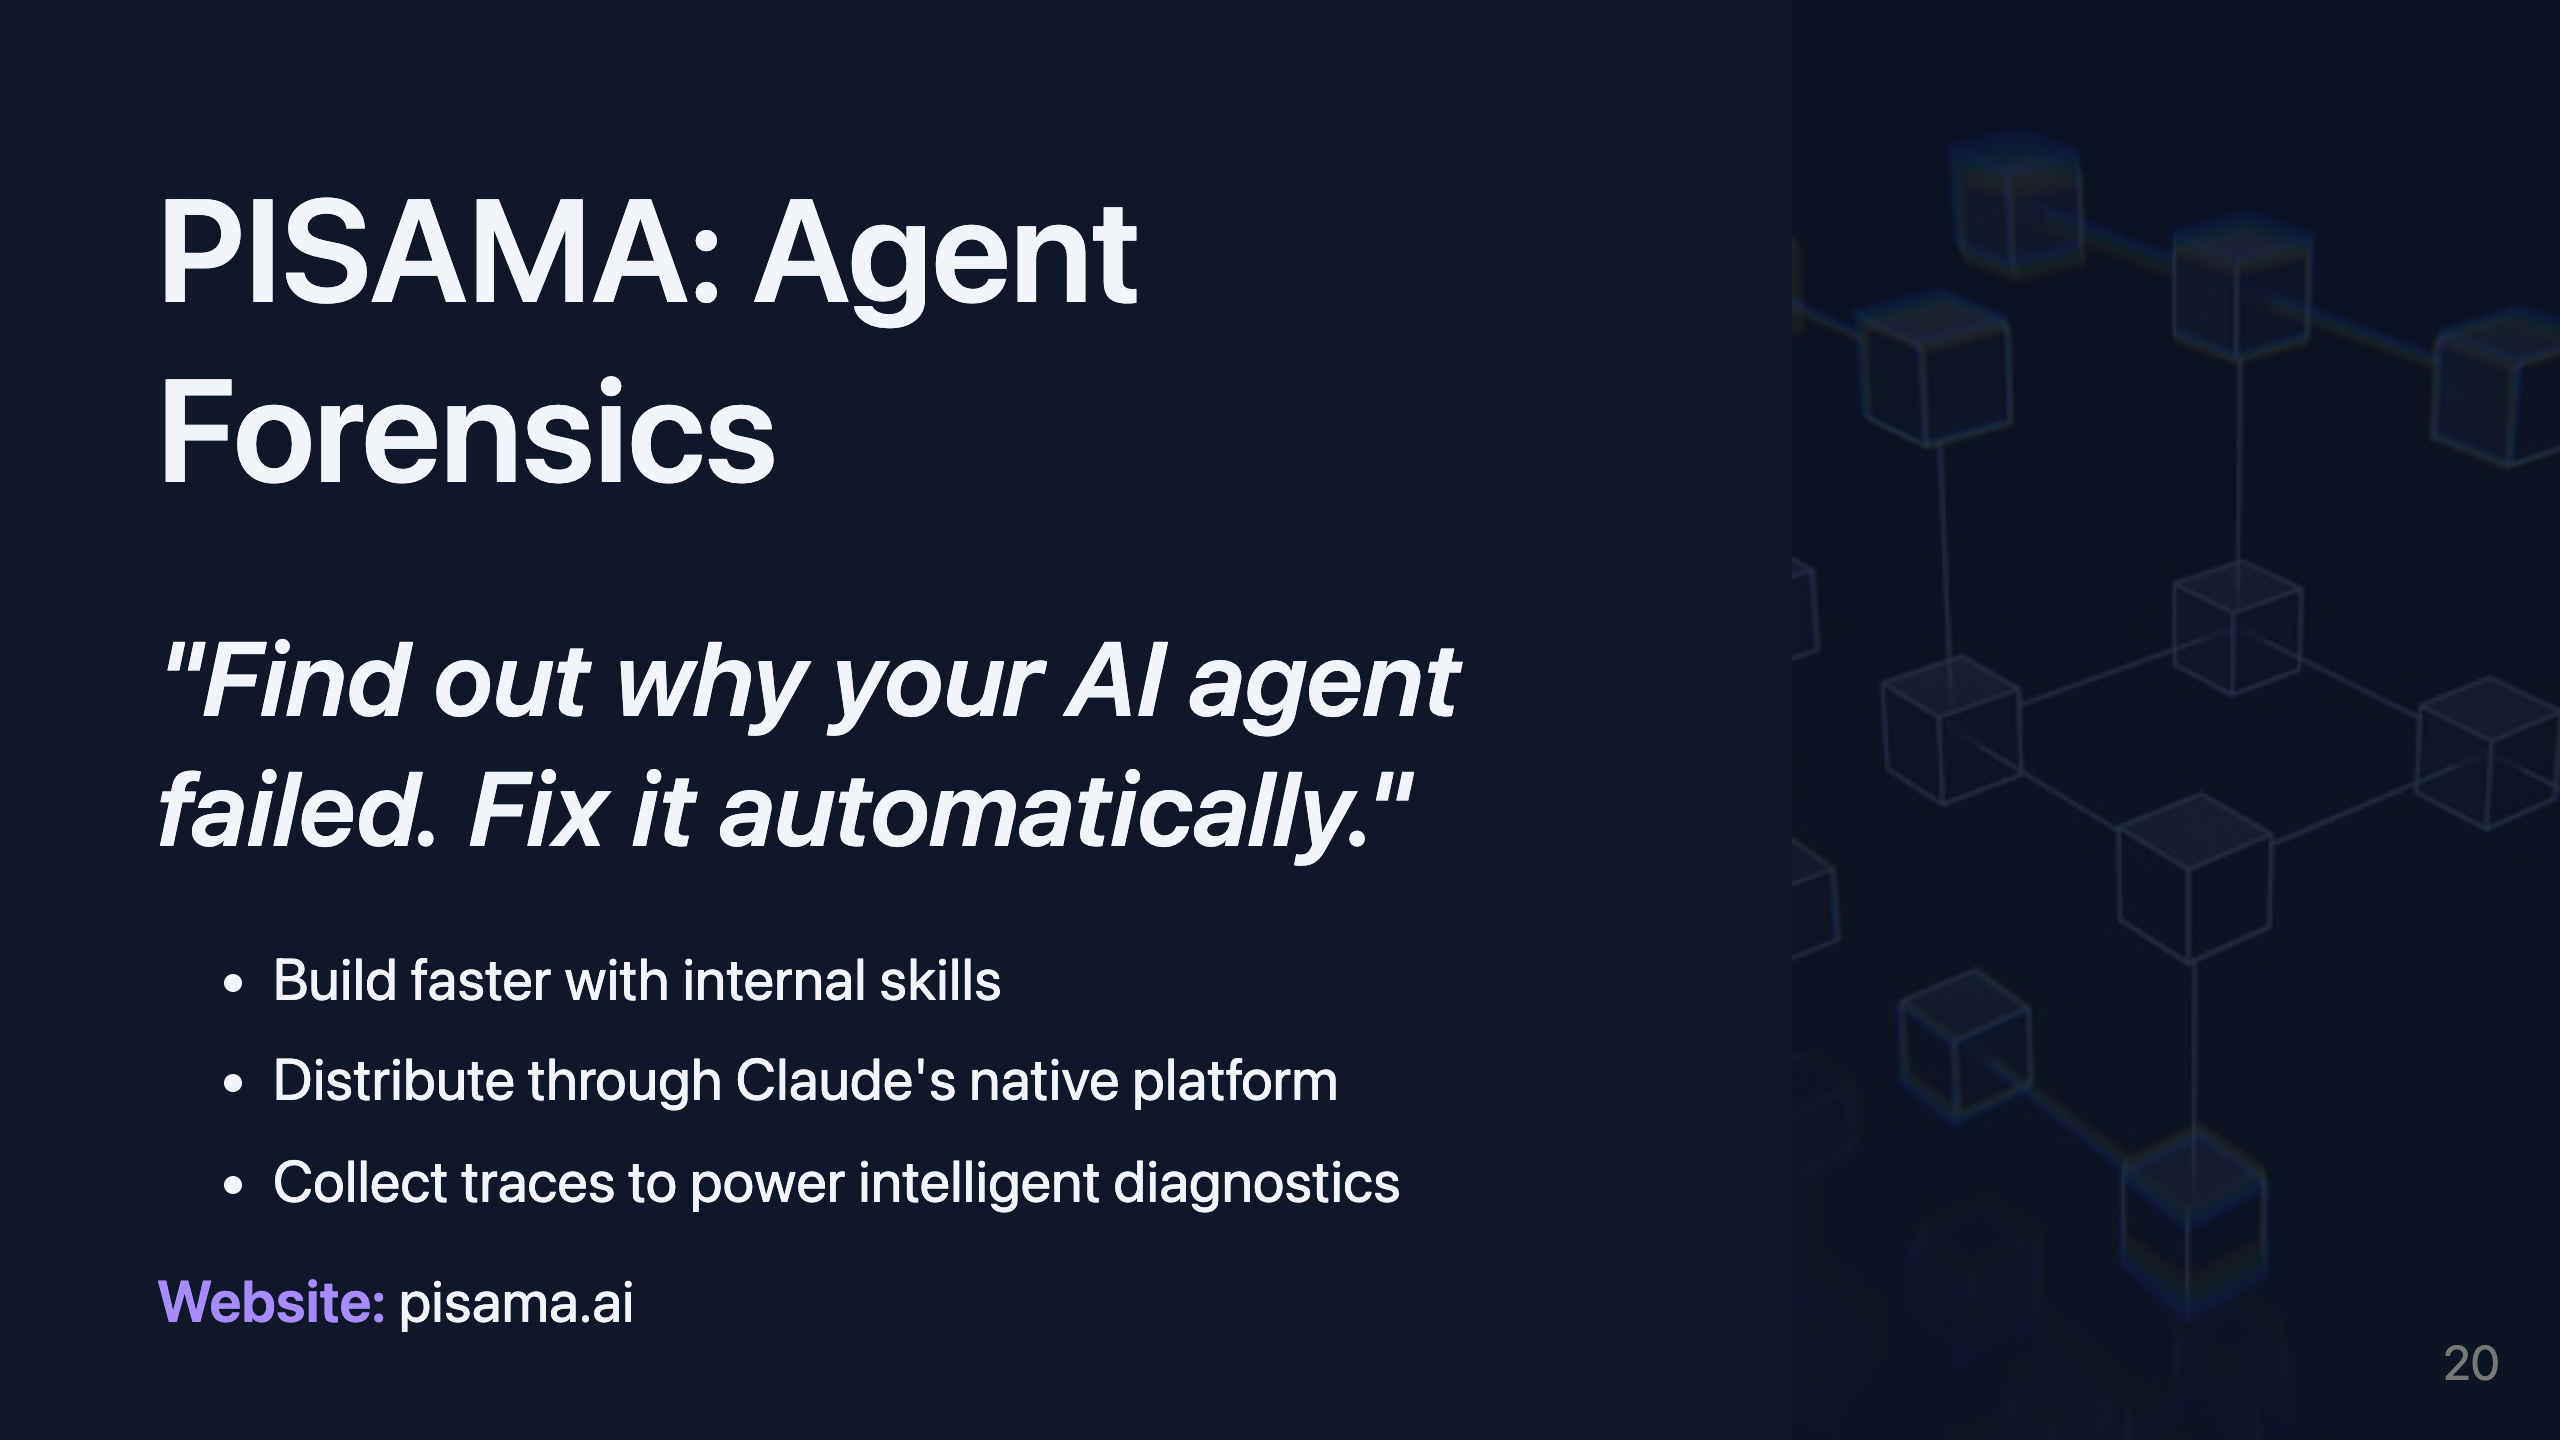 PISAMA: Agent
Forensics
"Find out why your AI agent
failed. Fix it automatically."
• Build faster with internal skills
• Distribute through Claude's native platform
• Collect traces to power intelligent diagnostics
Website: pisama.ai
20